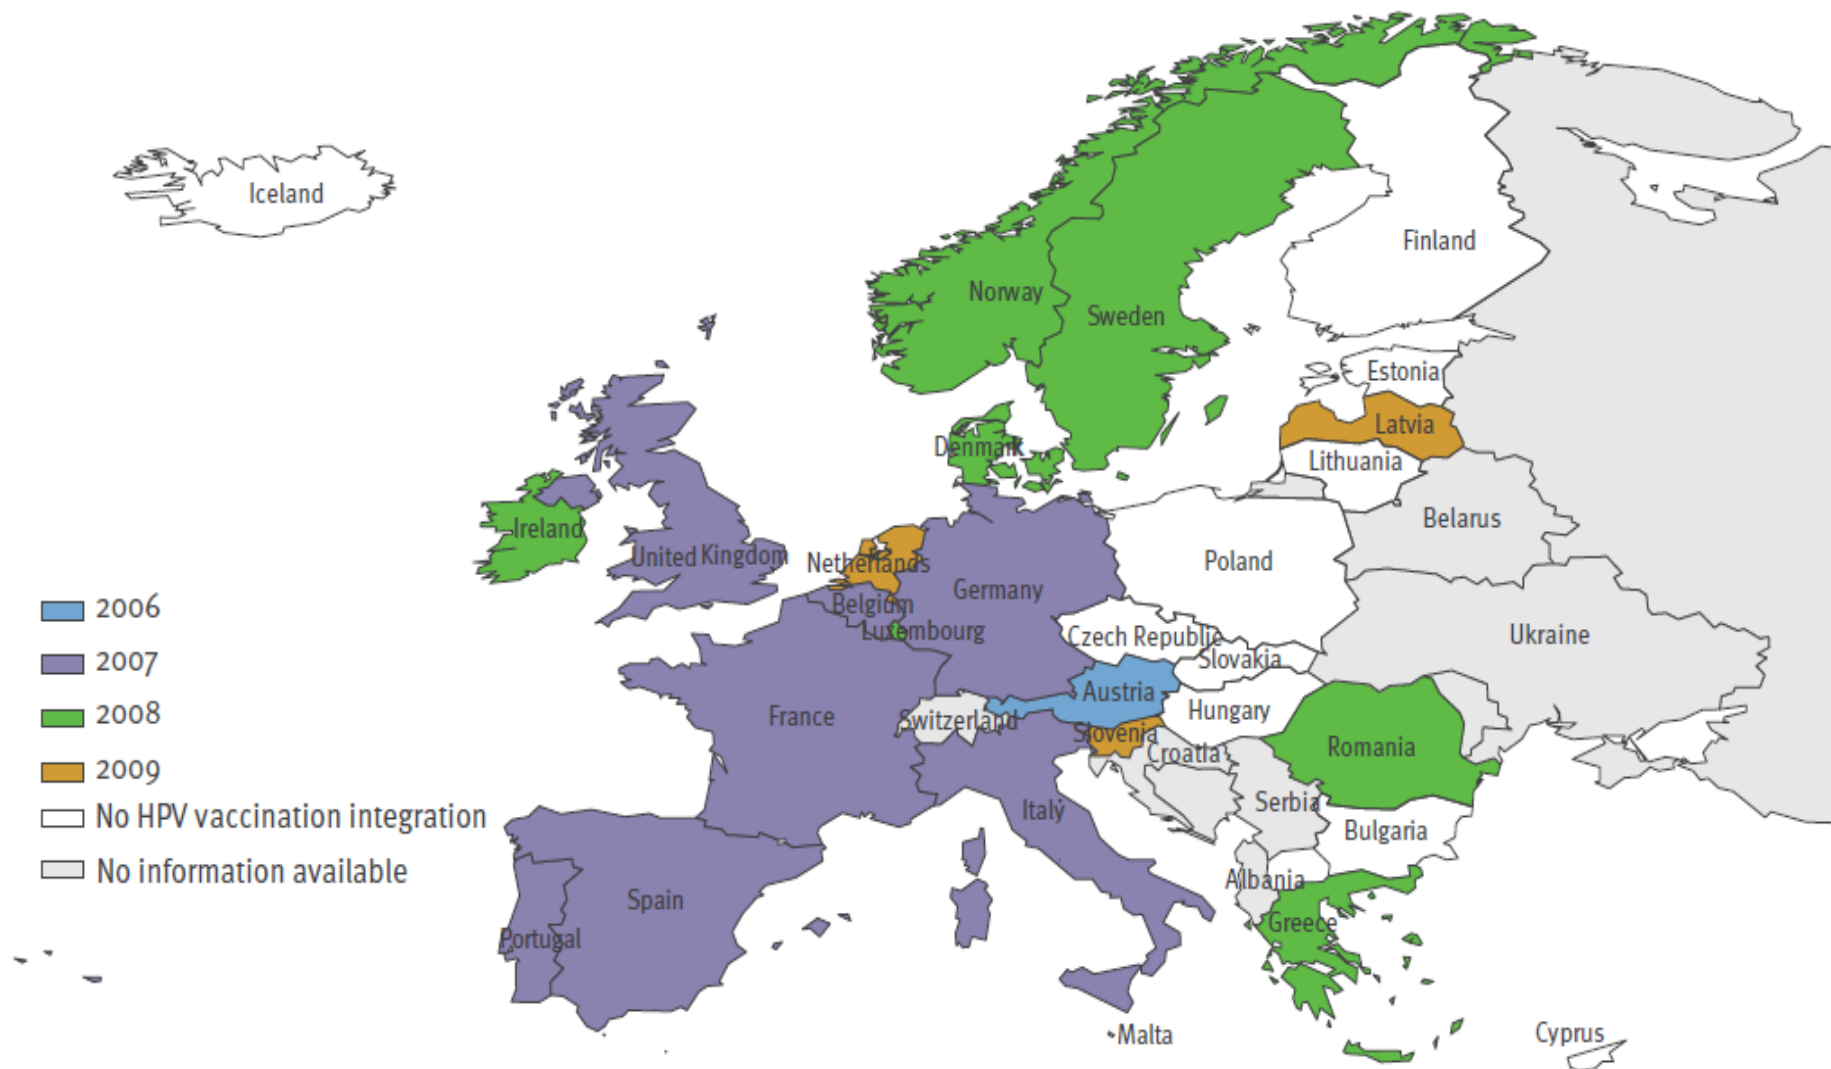 Iceland
Finland
Norway
Sweden
Estonia
Latvia
Denmark
Lithuania
Belarus
Ireland
United Kingdom
Netherlands
Poland
Germany
Belgium
Luxembourg
Czech Republic
Ukraine
Slovakia
Austria
France
Switzerland
Hungary
Slovenia
Romania
Croatia
Serbia
Italy
Bulgaria
Albania
Spain
Greece
Portugal
Malta
Cyprus
2006
2007
2008
2009
No HPV vaccination integration
No information available